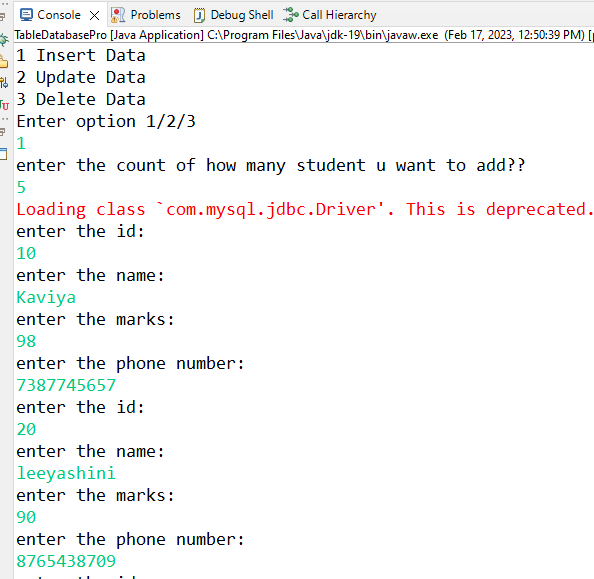 Console Problems Debug Shell Call Hierarchy
TableDatabasePro [Java Application] C:\Program Files\Java\jdk-19\bin\javaw.exe (Feb 17, 2023, 12:50:39 PM) [
1 Insert Data
2 Update Data
3 Delete Data
Enter option 1/2/3
1
enter the count of how many student u want to add??
5
Loading class `com.mysql.jdbc.Driver'. This is deprecated.
enter the id:
10
enter the name:
Kaviya
enter the marks:
98
enter the phone number:
7387745657
enter the id:
20
enter the name:
leeyashini
enter the marks:
90
enter the phone number:
8765438709